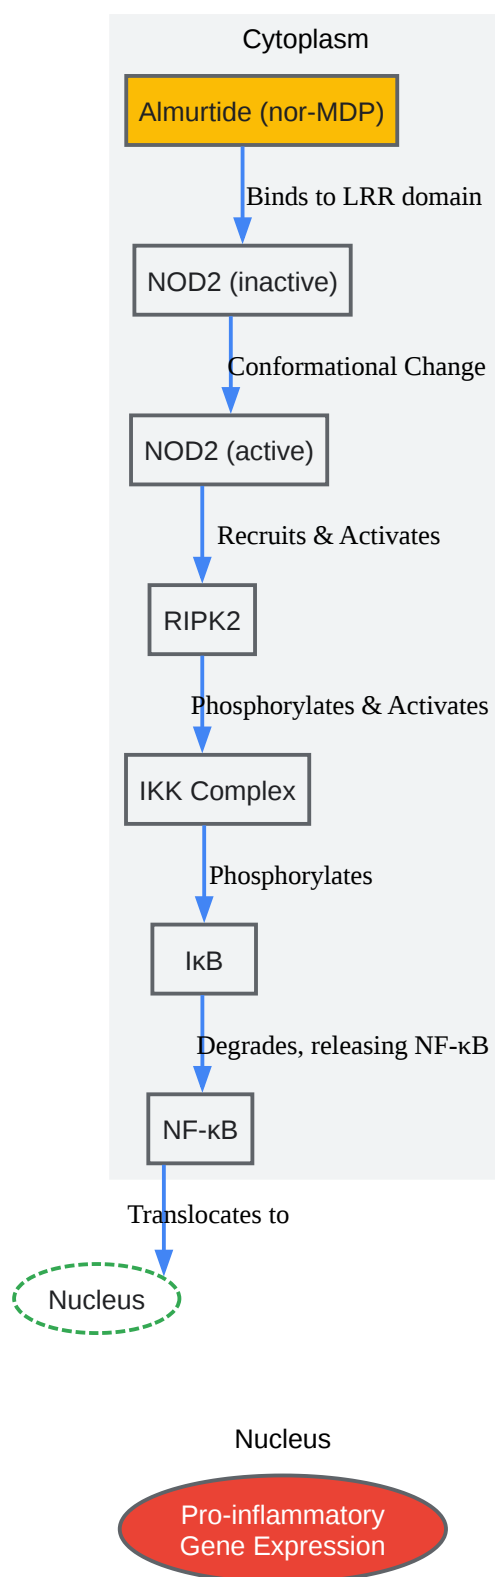 Cytoplasm
Almurtide (nor-MDP)
Binds to LRR domain
NOD2 (inactive)
Conformational Change
NOD2 (active)
Recruits & Activates
RIPK2
Phosphorylates & Activates
IKK Complex
Phosphorylates
IκB
Degrades, releasing NF-κB
NF-κB
Translocates to
Nucleus
Nucleus
Pro-inflammatory
Gene Expression